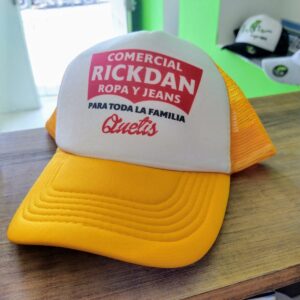 COMERCIAL
RICKDAN
ROPA Y JEANS
PARA TODA LA FAMILIA
Quetis